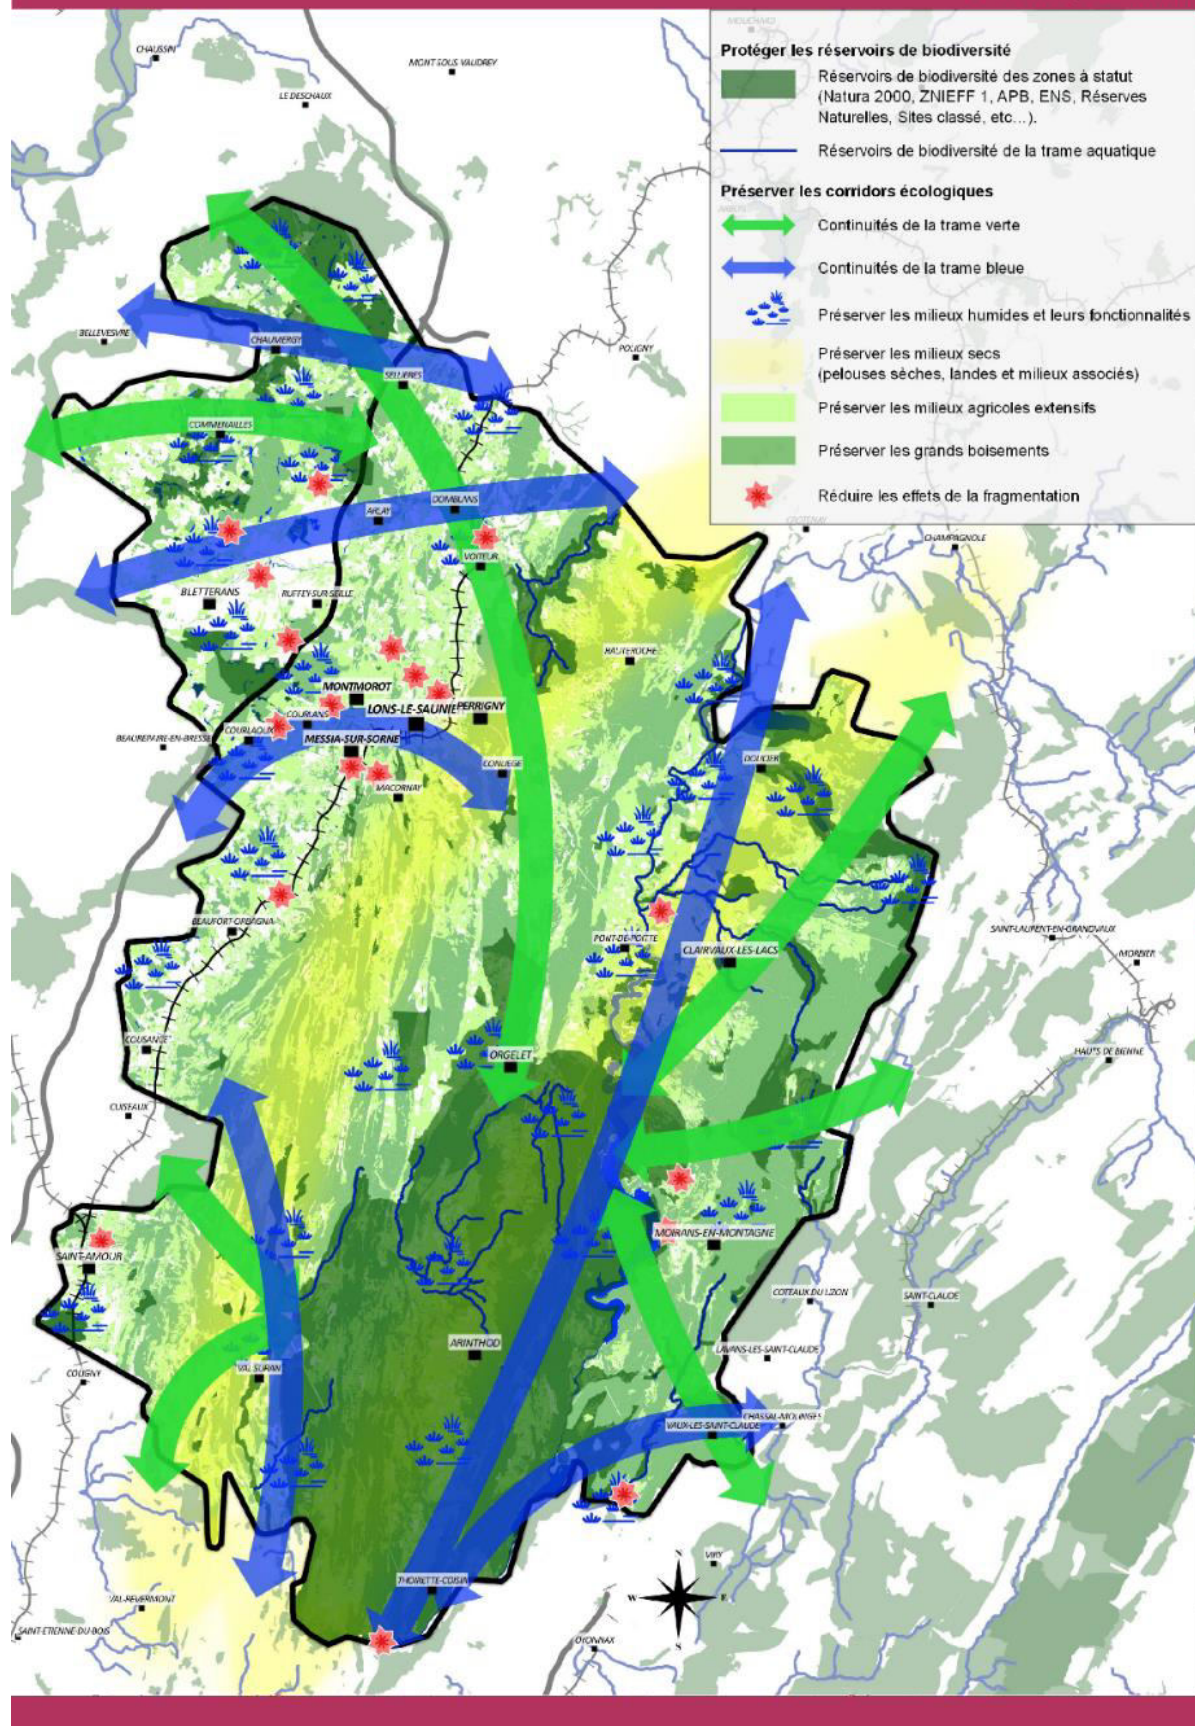 Protéger les réservoirs de biodiversité
Réservoirs de biodiversité des zones à statut
(Natura 2000, ZNIEFF 1, APB, ENS, Réserves
Naturelles, Sites classé, etc...).
Réservoirs de biodiversité de la trame aquatique
Préserver les corridors écologiques
Continuités de la trame verte
Continuités de la trame bleue
Préserver les milieux humides et leurs fonctionnalités
Préserver les milieux secs
(pelouses sèches, landes et milieux associés)
Préserver les milieux agricoles extensifs
Préserver les grands boisements
Réduire les effets de la fragmentation
MOUCHARD
CHAUSSIN
MONT SOUS VAUDREY
LE DESCHAUX
BELLEVESVRE
CHAUMERGY
POLIGNY
SELLIERES
COMMENAILLES
DOMBLANS
ARLAY
CHAMPAGNOLE
VOITEUR
BLETTERANS
RUFFEY-SUR-SEILLE
HAUTEROCHE
MONTMOROT
LONS-LE-SAUNIE
PERRIGNY
COURLANS
COURLAOUX
BEAUREPAIRE-EN-BRESSE
MESSIA-SUR-SORNE
CONLIEGE
DOUCIER
MACORNAY
BEAUFORT-ORBAGNA
PONT-DE-POITTE
CLAIRVAUX-LES-LACS
SAINT-LAURENT-EN-GRANDVAUX
MORBIER
COUSANCE
ORGELET
HAUTS DE BIENNE
CUISEAUX
MOIRANS-EN-MONTAGNE
SAINT-AMOUR
COTEAUX DU LIZON
SAINT-CLAUDE
ARINTHOD
LAVANS-LES-SAINT-CLAUDE
VAL SURAN
COLIGNY
CHASSAL-MOLINGES
VAUX-LES-SAINT-CLAUDE
N
VIRY
THOIRETTE-COISIA
W
E
VAL-REVERMONT
SAINT-ETIENNE-DU-BOIS
OYONNAX
S